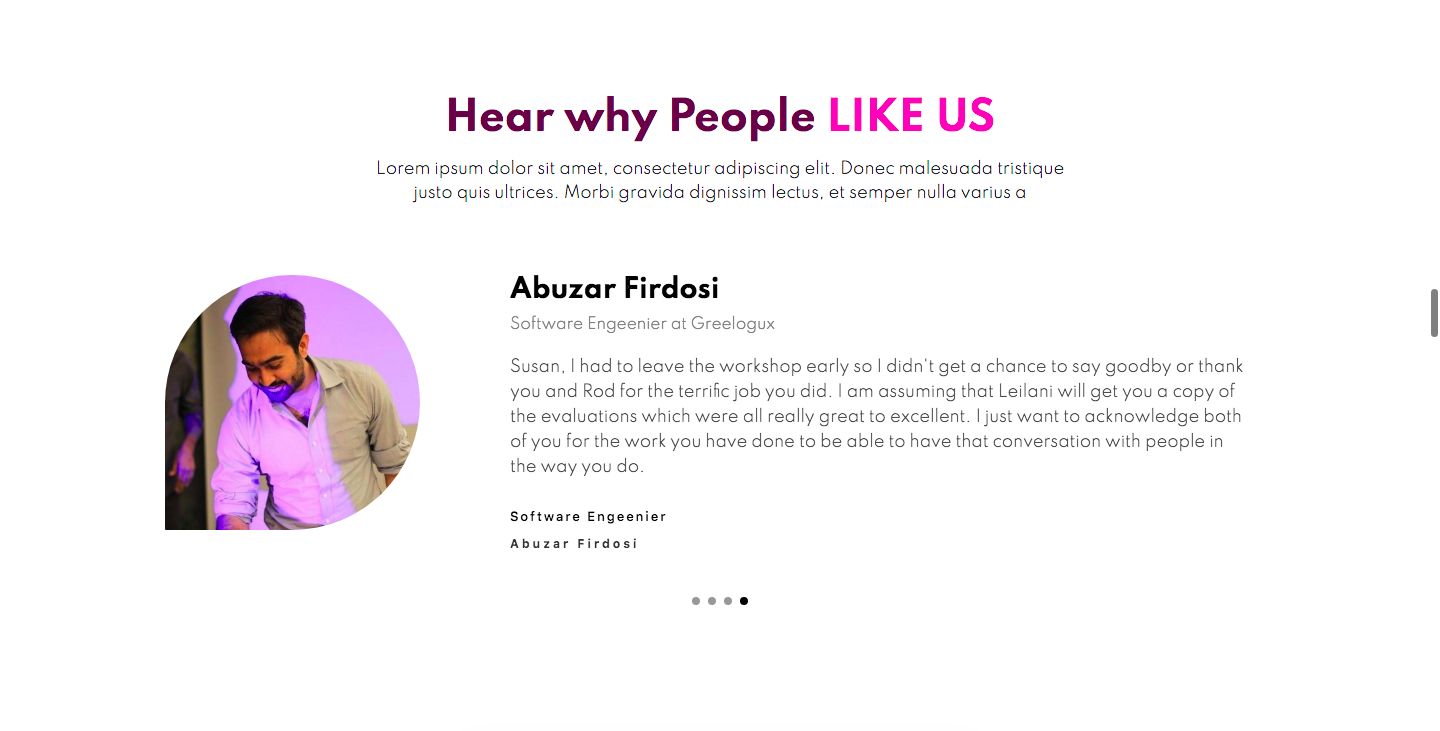 Hear why People LIKE US
Lorem ipsum dolor sit amet, consectetur adipiscing elit. Donec malesuada tristique
justo quis ultrices. Morbi gravida dignissim lectus, et semper nulla varius a
Abuzar Firdosi
Software Engeenier at Greelogux
Susan, I had to leave the workshop early so I didn't get a chance to say goodby or thank
you and Rod for the terrific job you did. I am assuming that Leilani will get you a copy of
the evaluations which were all really great to excellent. I just want to acknowledge both
of you for the work you have done to be able to have that conversation with people in
the way you do.
Software Engeenier
Abuzar Firdosi